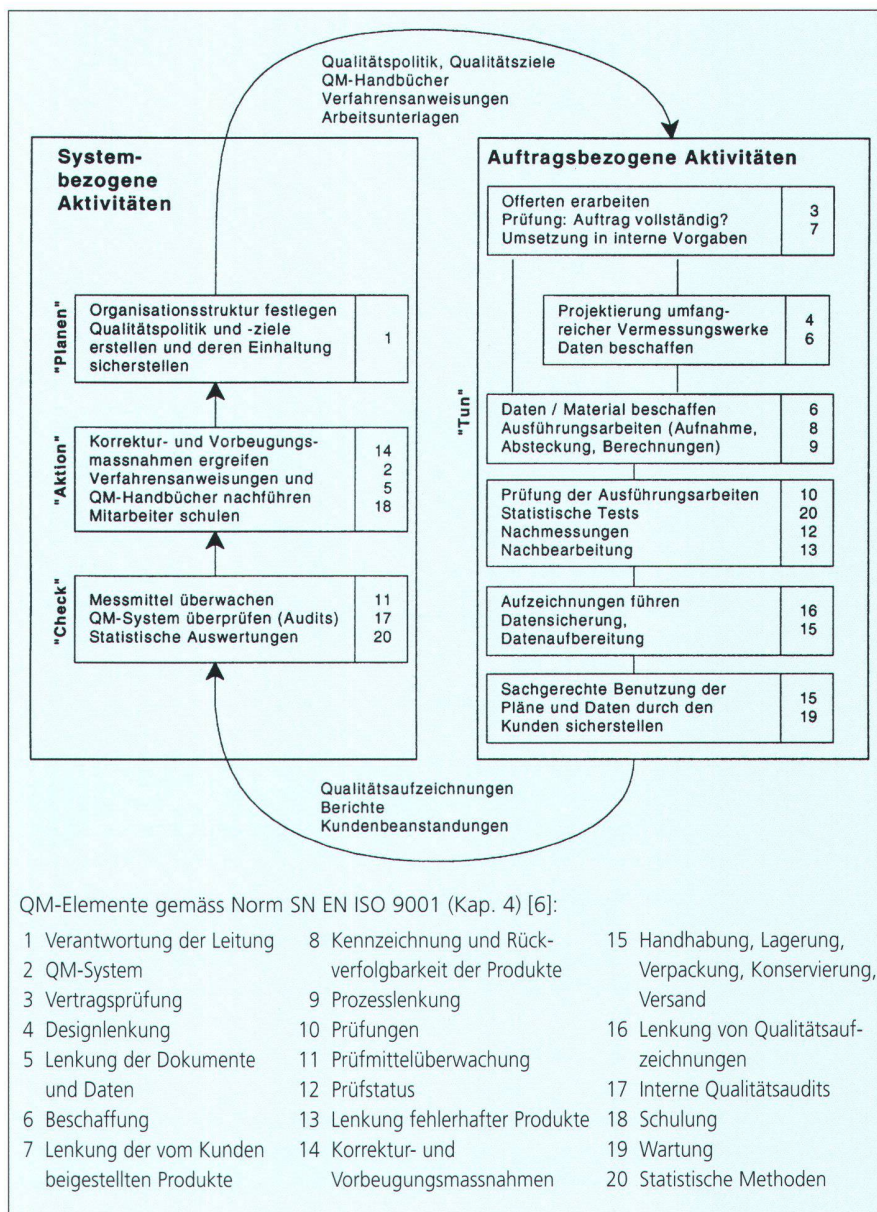 Qualitätspolitik, Qualitätsziele
QM-Handbücher
Verfahrensanweisungen
Arbeitsunterlagen
System-
bezogene
Aktivitäten
"Planen"
Organisationsstruktur festlegen
Qualitätspolitik und -ziele
erstellen und deren Einhaltung
sicherstellen
1
"Aktion"
Korrektur- und Vorbeugungs-
massnahmen ergreifen
Verfahrensanweisungen und
QM-Handbücher nachführen
Mitarbeiter schulen
14
2
5
18
"Check"
Messmittel überwachen
QM-System überprüfen (Audits)
Statistische Auswertungen
11
17
20
Auftragsbezogene Aktivitäten
"Tun"
Offerten erarbeiten
Prüfung: Auftrag vollständig?
Umsetzung in interne Vorgaben
3
7
Projektierung umfang-
reicher Vermessungswerke
Daten beschaffen
4
6
Daten / Material beschaffen
Ausführungsarbeiten (Aufnahme,
Absteckung, Berechnungen)
6
8
9
Prüfung der Ausführungsarbeiten
Statistische Tests
Nachmessungen
Nachbearbeitung
10
20
12
13
Aufzeichnungen führen
Datensicherung,
Datenaufbereitung
16
15
Sachgerechte Benutzung der
Pläne und Daten durch den
Kunden sicherstellen
15
19
Qualitätsaufzeichnungen
Berichte
Kundenbeanstandungen
QM-Elemente gemäss Norm SN EN ISO 9001 (Kap. 4) [6]:
1 Verantwortung der Leitung
2 QM-System
3 Vertragsprüfung
4 Designlenkung
5 Lenkung der Dokumente
und Daten
6 Beschaffung
7 Lenkung der vom Kunden
beigestellten Produkte
8 Kennzeichnung und Rück-
verfolgbarkeit der Produkte
9 Prozesslenkung
10 Prüfungen
11 Prüfmittelüberwachung
12 Prüfstatus
13 Lenkung fehlerhafter Produkte
14 Korrektur- und
Vorbeugungsmassnahmen
15 Handhabung, Lagerung,
Verpackung, Konservierung,
Versand
16 Lenkung von Qualitätsauf-
zeichnungen
17 Interne Qualitätsaudits
18 Schulung
19 Wartung
20 Statistische Methoden